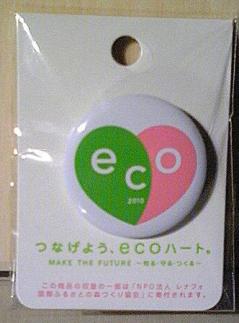 eco
2010
つなげよう、ecoハート。
MAKE THE FUTURE ～知る・守る・つくる～
この商品の収益の一部は「NPO法人 レナフォ
国際ふるさとの森づくり協会」に寄付されます。